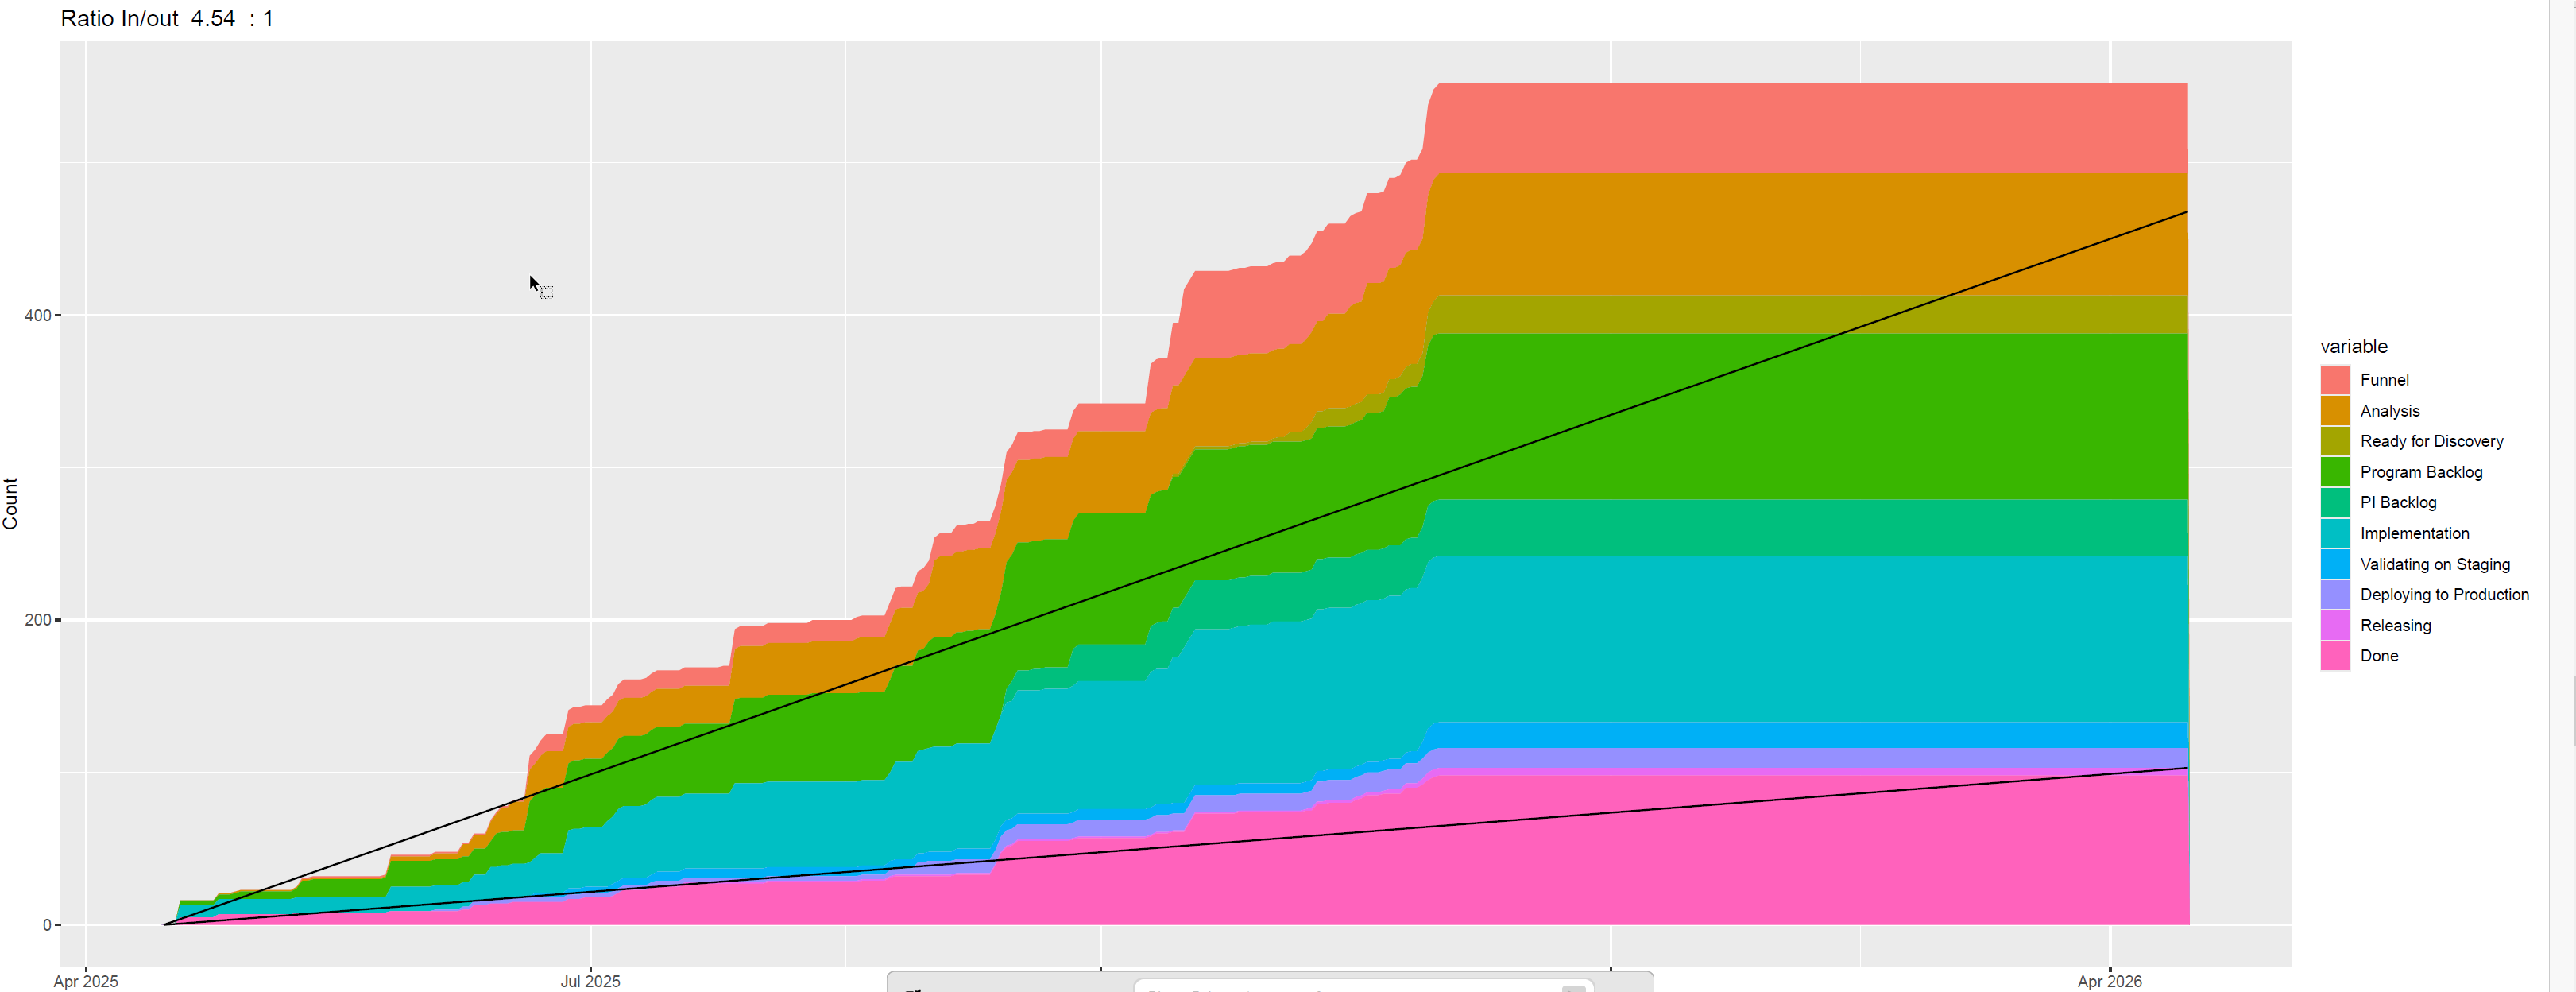 Ratio In/out 4.54 : 1
400
200
0
Count
Apr 2025
Jul 2025
Apr 2026
variable
Funnel
Analysis
Ready for Discovery
Program Backlog
PI Backlog
Implementation
Validating on Staging
Deploying to Production
Releasing
Done